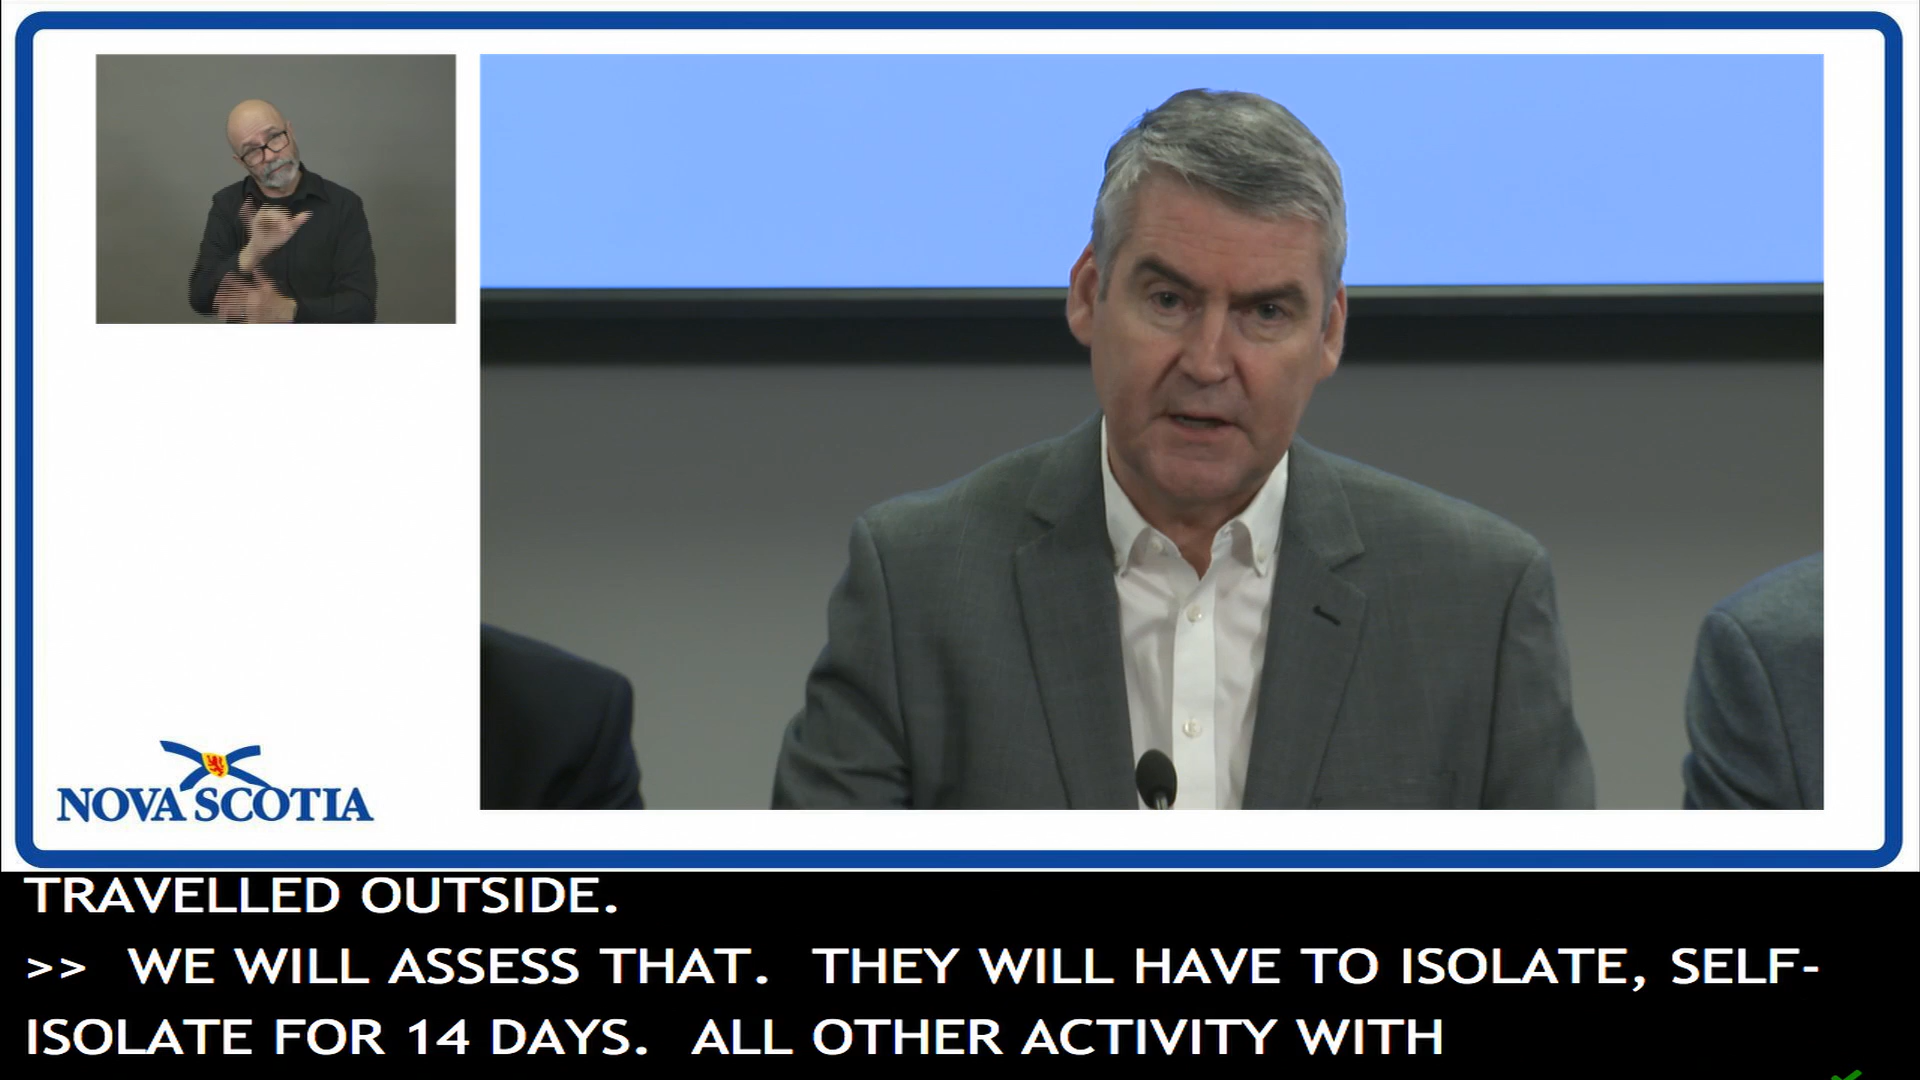 NOVA SCOTIA
TRAVELLED OUTSIDE.
>> WE WILL ASSESS THAT. THEY WILL HAVE TO ISOLATE, SELF-
ISOLATE FOR 14 DAYS. ALL OTHER ACTIVITY WITH